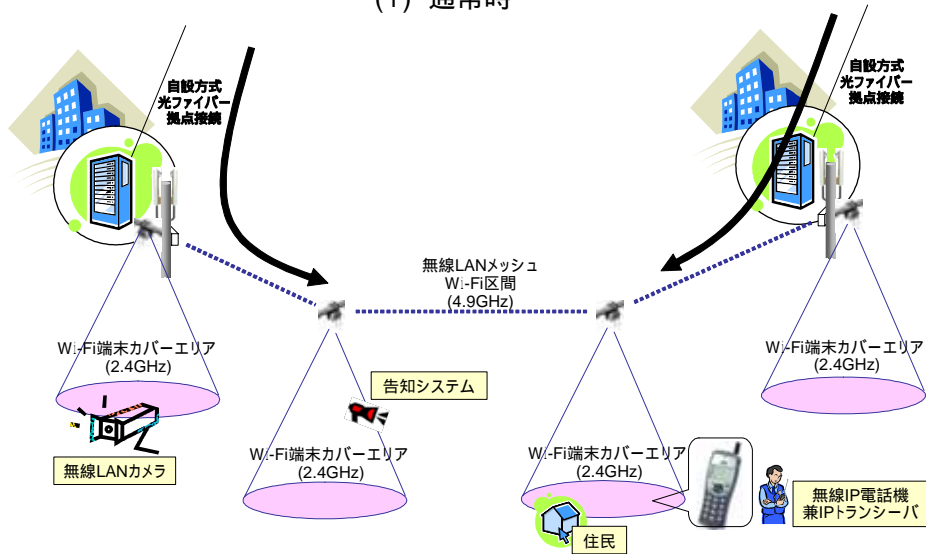 (1) 通常時
自設方式
光ファイバー
拠点接続
自設方式
光ファイバー
拠点接続
無線LANメッシュ
Wi-Fi区間
(4.9GHz)
Wi-Fi端末カバーエリア
(2.4GHz)
Wi-Fi端末カバーエリア
(2.4GHz)
告知システム
無線LANカメラ
Wi-Fi端末カバーエリア
(2.4GHz)
Wi-Fi端末カバーエリア
(2.4GHz)
無線IP電話機
兼IPトランシーバ
住民